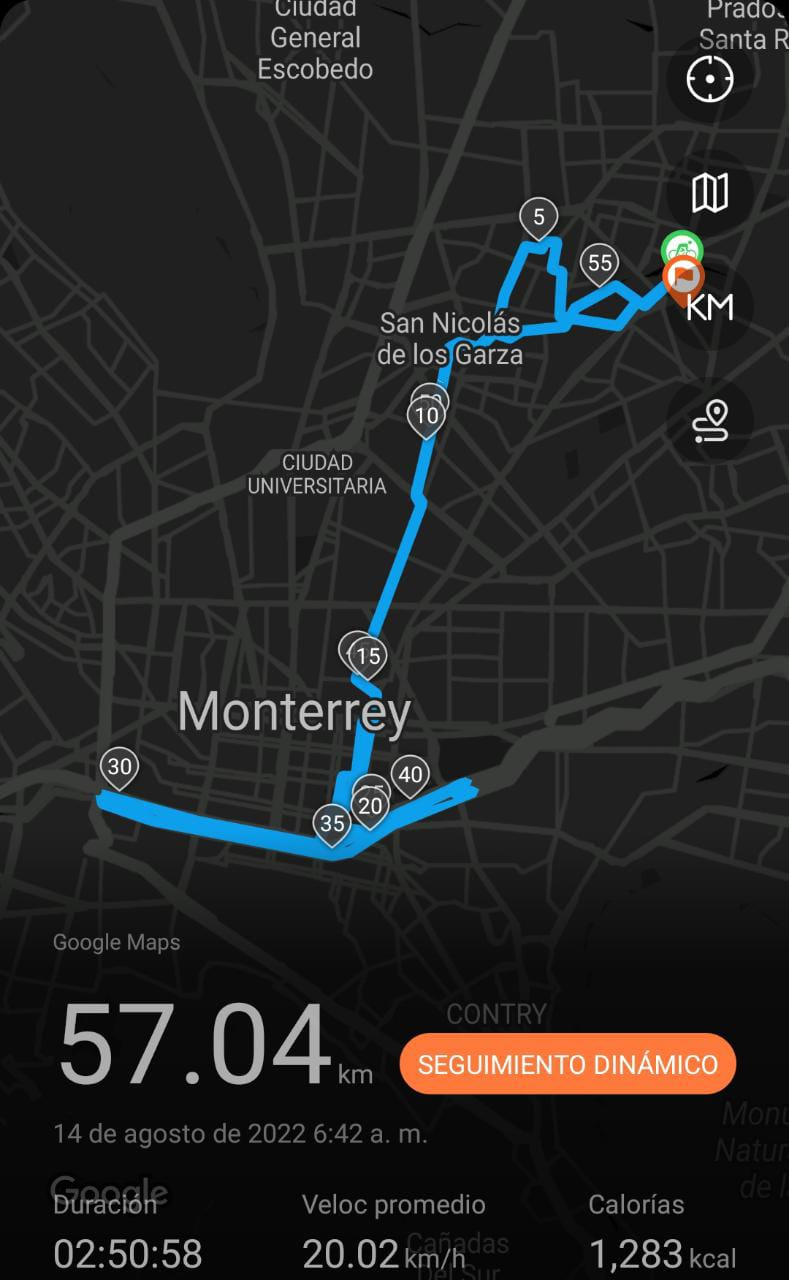 Ciudad
General
Escobedo
Prados
Santa R
5
55
KM
San Nicolás
de los Garza
10
CIUDAD
UNIVERSITARIA
15
Monterrey
30
40
20
35
Google Maps
57.04 km
CONTRY
SEGUIMIENTO DINÁMICO
14 de agosto de 2022 6:42 a. m.
Monu
Natur
de l
Google
Duración
Veloc promedio
Calorías
02:50:58
20.02 km/h
1,283 kcal
Cañadas
Del Sur